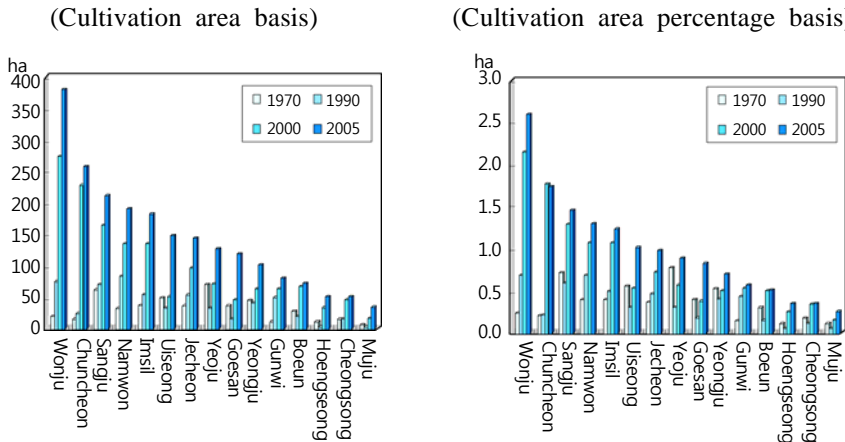 (Cultivation area basis)
ha
400
350
300
250
200
150
100
50
0
1970 1990
2000 2005
Wonju
Chuncheon
Sangju
Namwon
Imsil
Uiseong
Jecheon
Yeoju
Goesan
Yeongju
Gunwi
Boeun
Hoengseong
Cheongsong
Muju
(Cultivation area percentage basis)
ha
3.0
2.5
2.0
1.5
1.0
0.5
0.0
1970 1990
2000 2005
Wonju
Chuncheon
Sangju
Namwon
Imsil
Uiseong
Jecheon
Yeoju
Goesan
Yeongju
Gunwi
Boeun
Hoengseong
Cheongsong
Muju